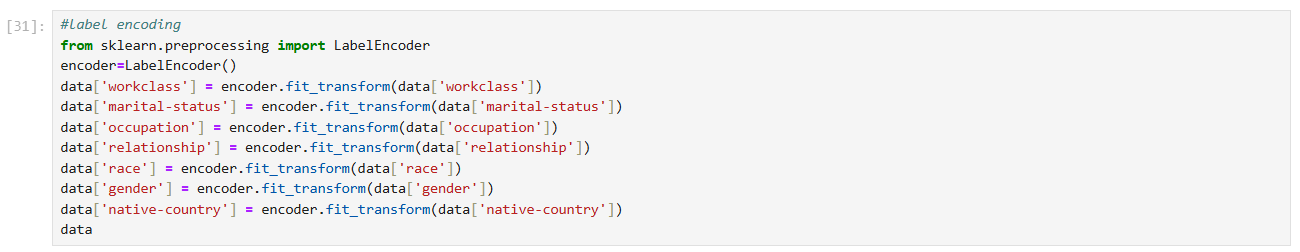 [31]:
#label encoding
from sklearn.preprocessing import LabelEncoder
encoder=LabelEncoder()
data['workclass'] = encoder.fit_transform(data['workclass'])
data['marital-status'] = encoder.fit_transform(data['marital-status'])
data['occupation'] = encoder.fit_transform(data['occupation'])
data['relationship'] = encoder.fit_transform(data['relationship'])
data['race'] = encoder.fit_transform(data['race'])
data['gender'] = encoder.fit_transform(data['gender'])
data['native-country'] = encoder.fit_transform(data['native-country'])
data